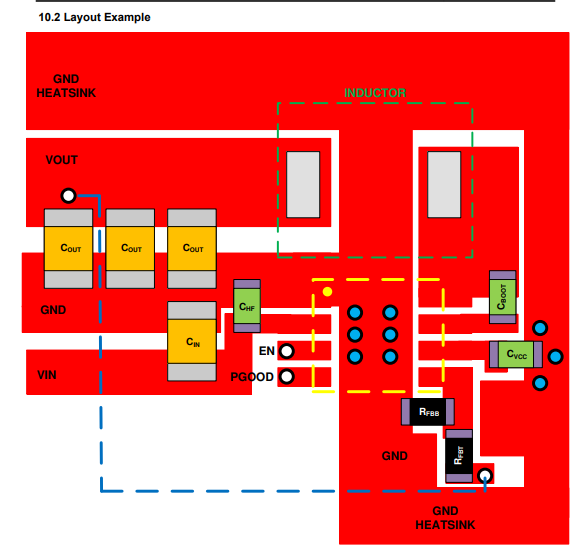 10.2 Layout Example
GND
HEATSINK
INDUCTOR
VOUT
COUT
COUT
COUT
GND
CHF
CBOOT
CIN
EN
CVCC
VIN
PGOOD
RFBB
RFBT
GND
GND
HEATSINK